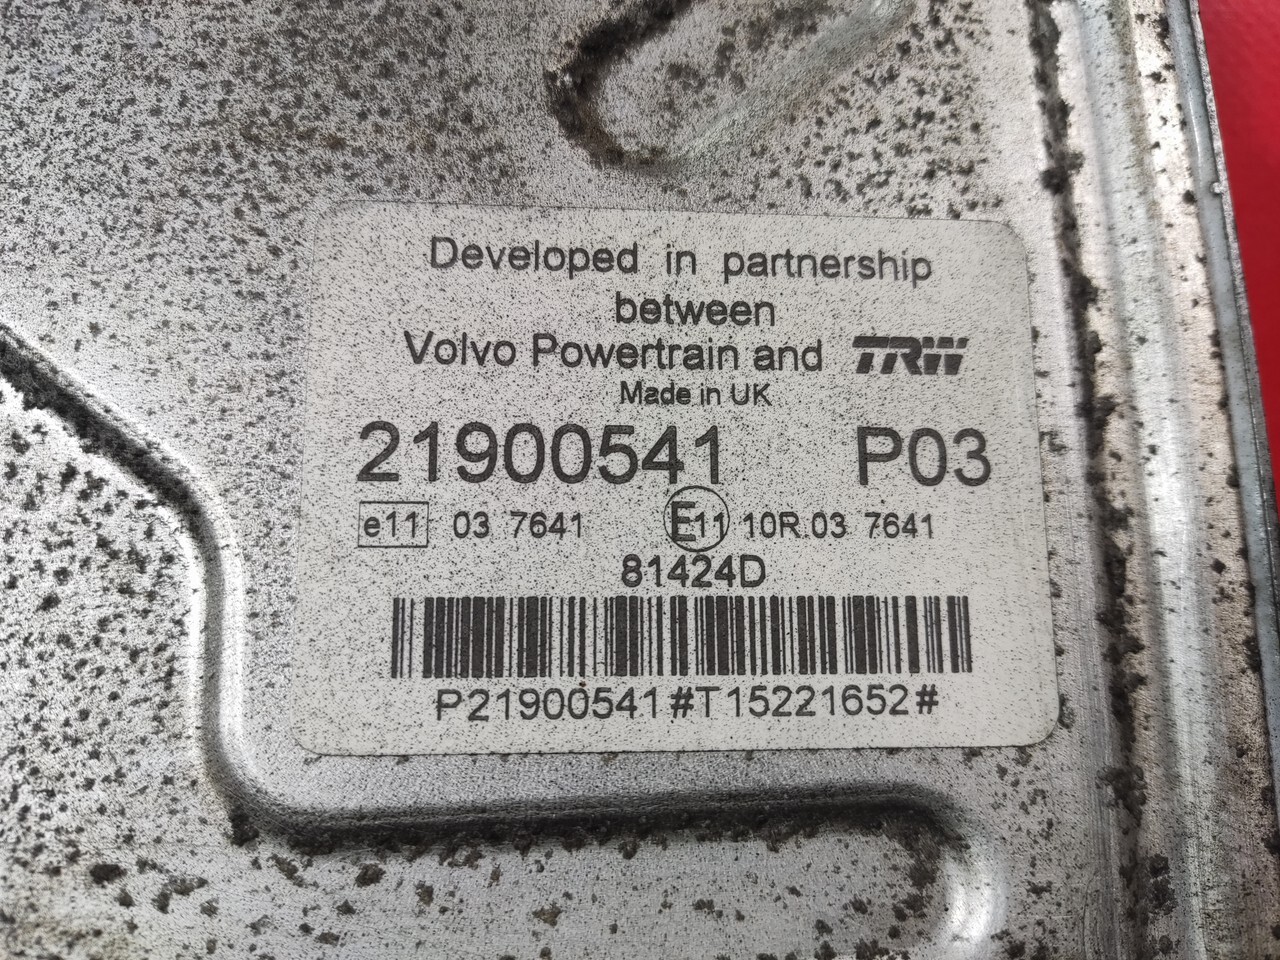 Developed in partnership
between
Volvo Powertrain and TRW
Made in UK
21900541 P03
e11 03 7641 E11 10R.03 7641
81424D
P21900541#T15221652#